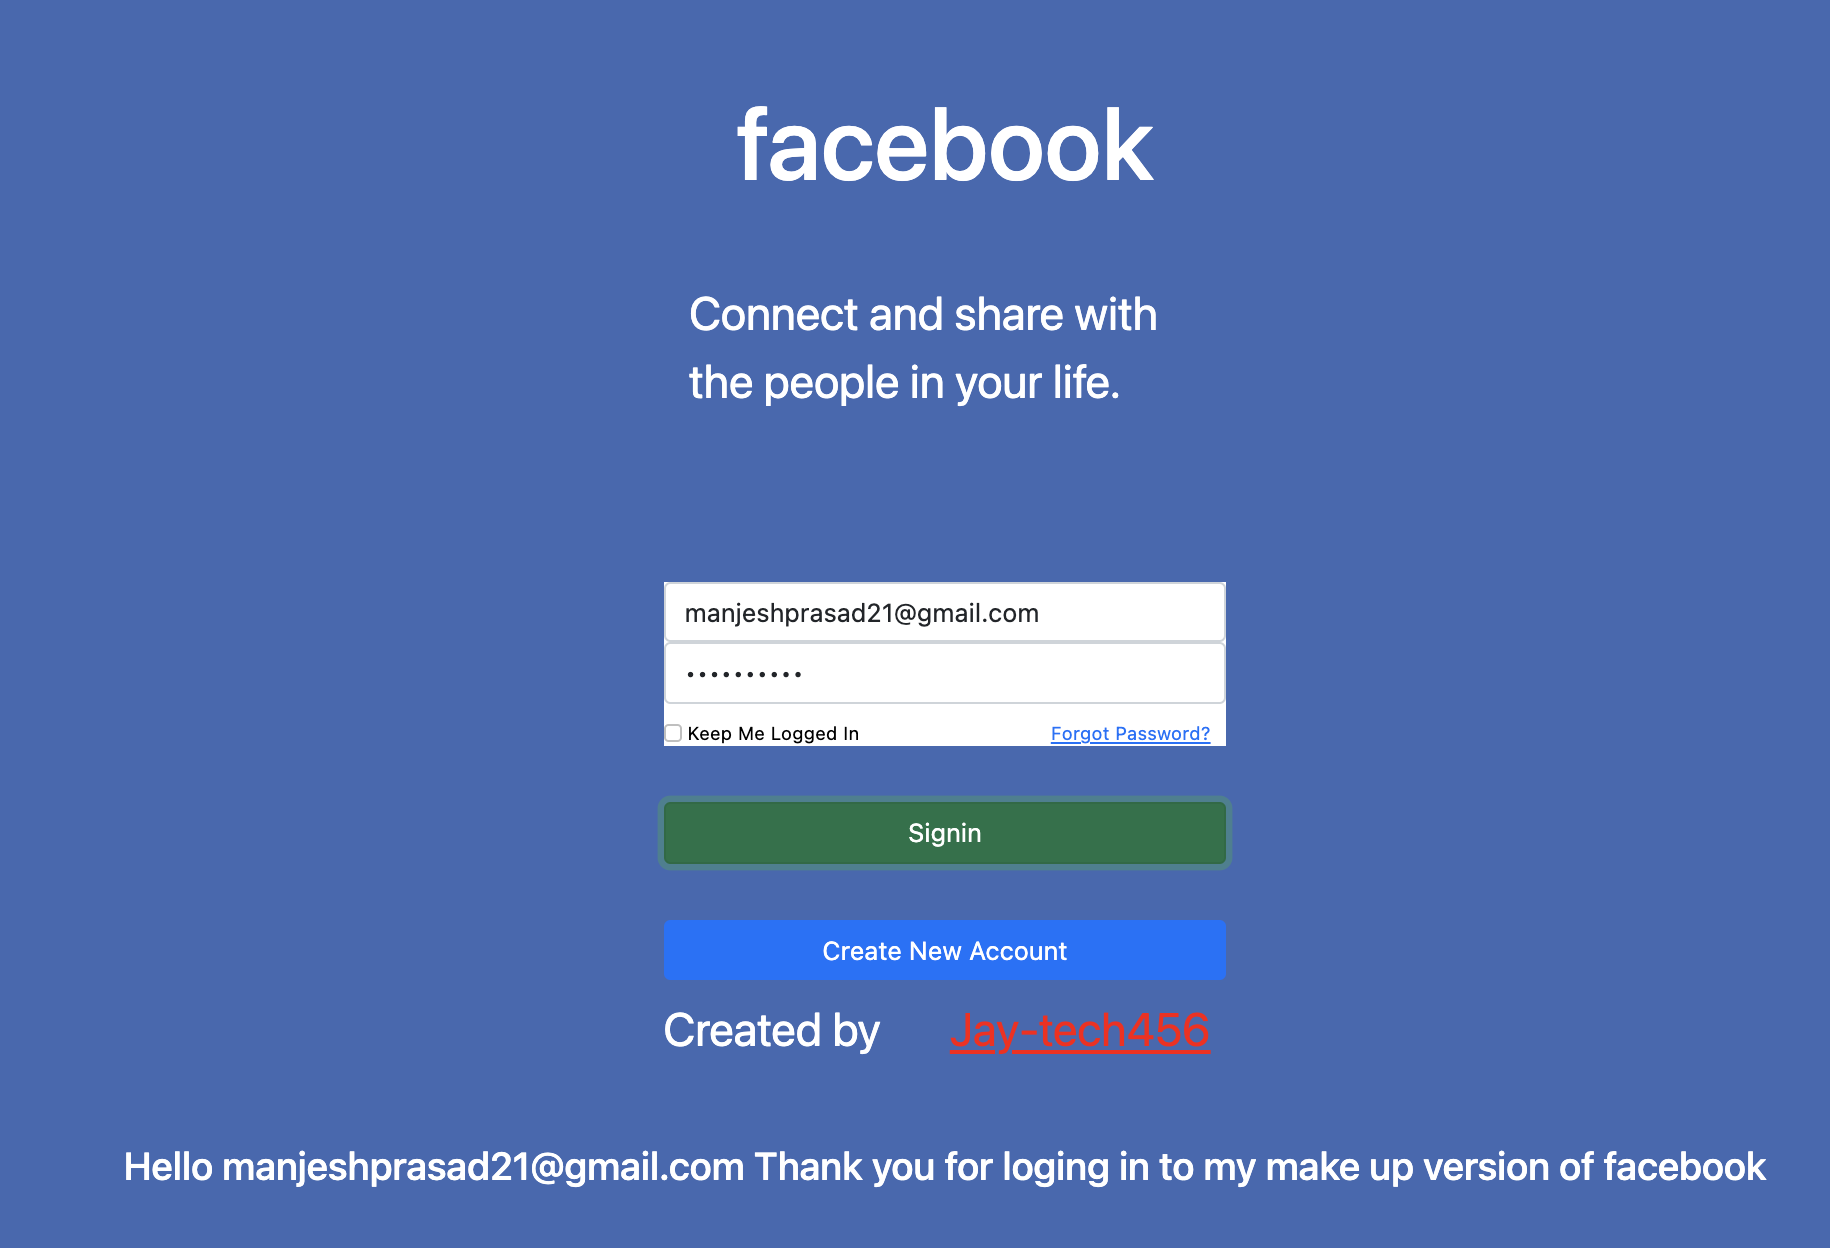 facebook
Connect and share with
the people in your life.
manjeshprasad21@gmail.com
••••••••••
Keep Me Logged In Forgot Password?
Signin
Create New Account
Created by Jay-tech456
Hello manjeshprasad21@gmail.com Thank you for loging in to my make up version of facebook